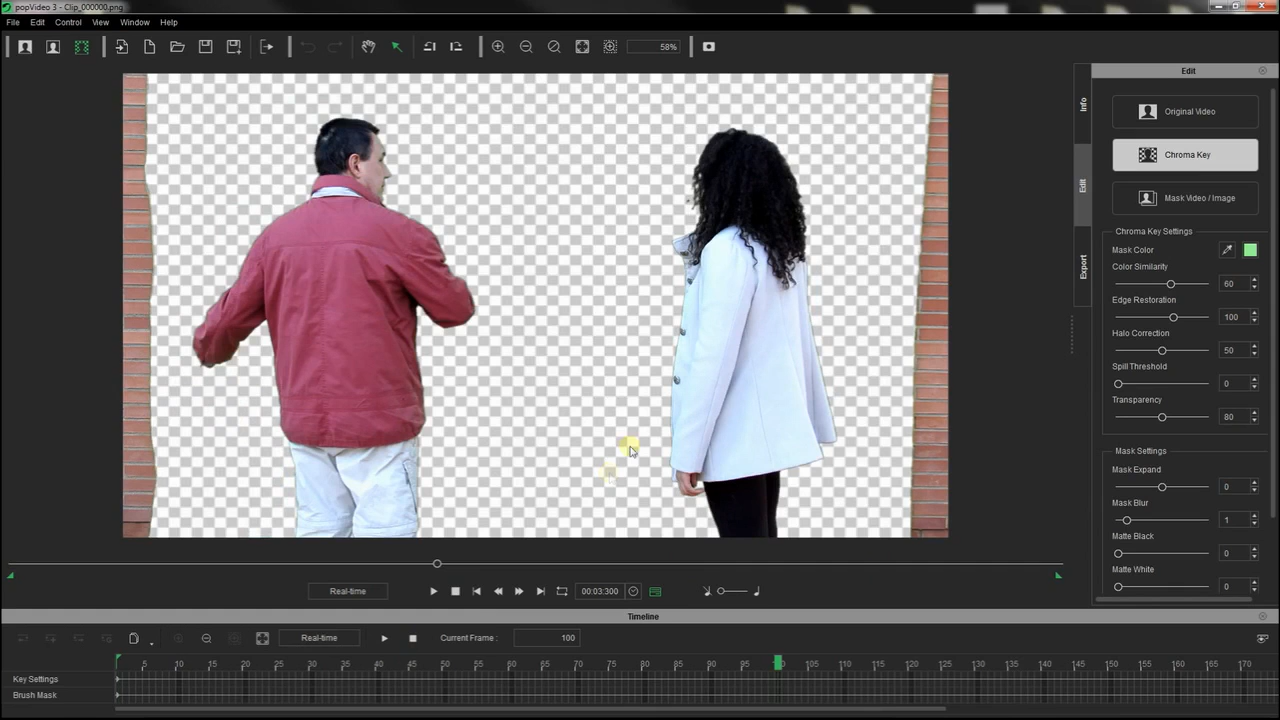 popVideo 3 - Clip_000000.png
File Edit Control View Window Help
58%
Edit
Info
Edit
Export
Original Video
Chroma Key
Mask Video / Image
Chroma Key Settings
Mask Color
Color Similarity
60
Edge Restoration
100
Halo Correction
50
Spill Threshold
0
Transparency
80
Mask Settings
Mask Expand
0
Mask Blur
1
Matte Black
0
Matte White
0
Real-time
00:03:300
Timeline
Real-time
Current Frame :
100
5 10 15 20 25 30 35 40 45 50 55 60 65 70 75 80 85 90 95 105 110 115 120 125 130 135 140 145 150 155 160 165 170
Key Settings
Brush Mask